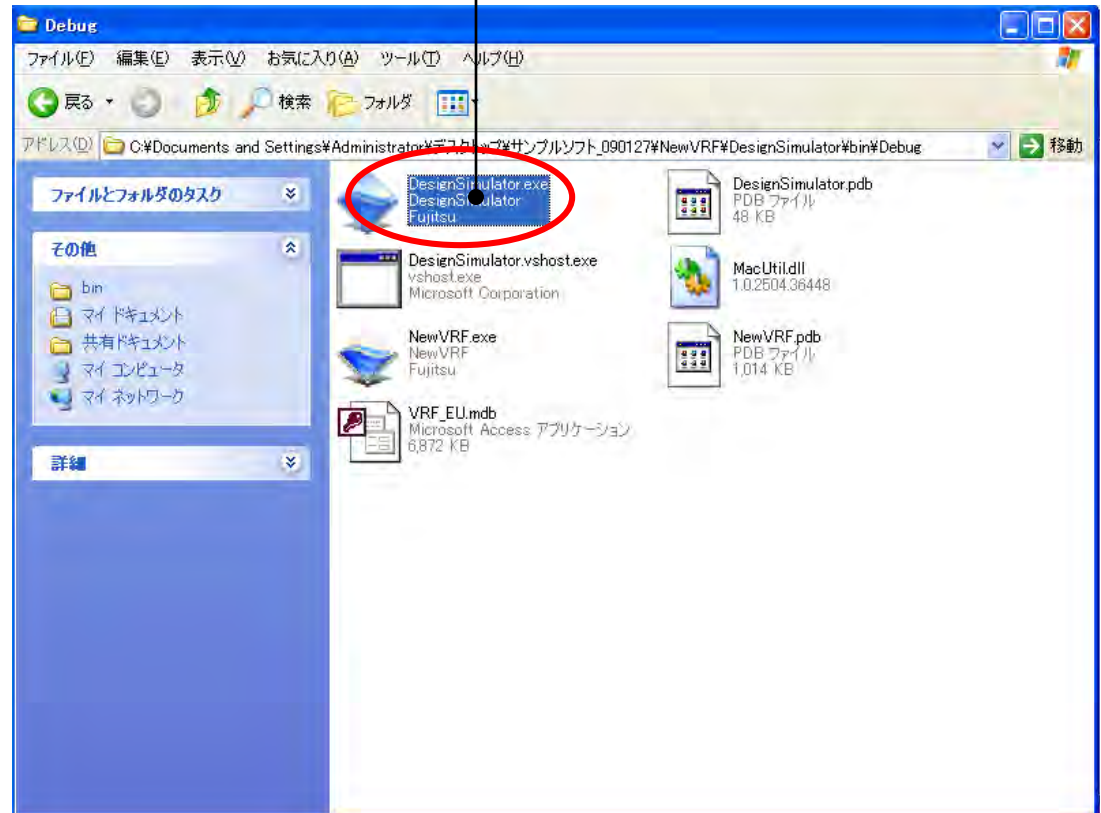 Debug
ファイル(F) 編集(E) 表示(V) お気に入り(A) ツール(T) ヘルプ(H)
戻る 検索 フォルダ
アドレス(D) C:¥Documents and Settings¥Administrator¥デスクトップ¥サンプルソフト_090127¥NewVRF¥DesignSimulator¥bin¥Debug 移動
ファイルとフォルダのタスク
その他
bin
マイ ドキュメント
共有ドキュメント
マイ コンピュータ
マイ ネットワーク
詳細
DesignSimulator.exe
DesignSimulator
Fujitsu
DesignSimulator.pdb
PDB ファイル
48 KB
DesignSimulator.vshost.exe
vshost.exe
Microsoft Corporation
MacUtil.dll
1.0.2504.36448
NewVRF.exe
NewVRF
Fujitsu
NewVRF.pdb
PDB ファイル
1,014 KB
VRF_EU.mdb
Microsoft Access アプリケーション
6,872 KB